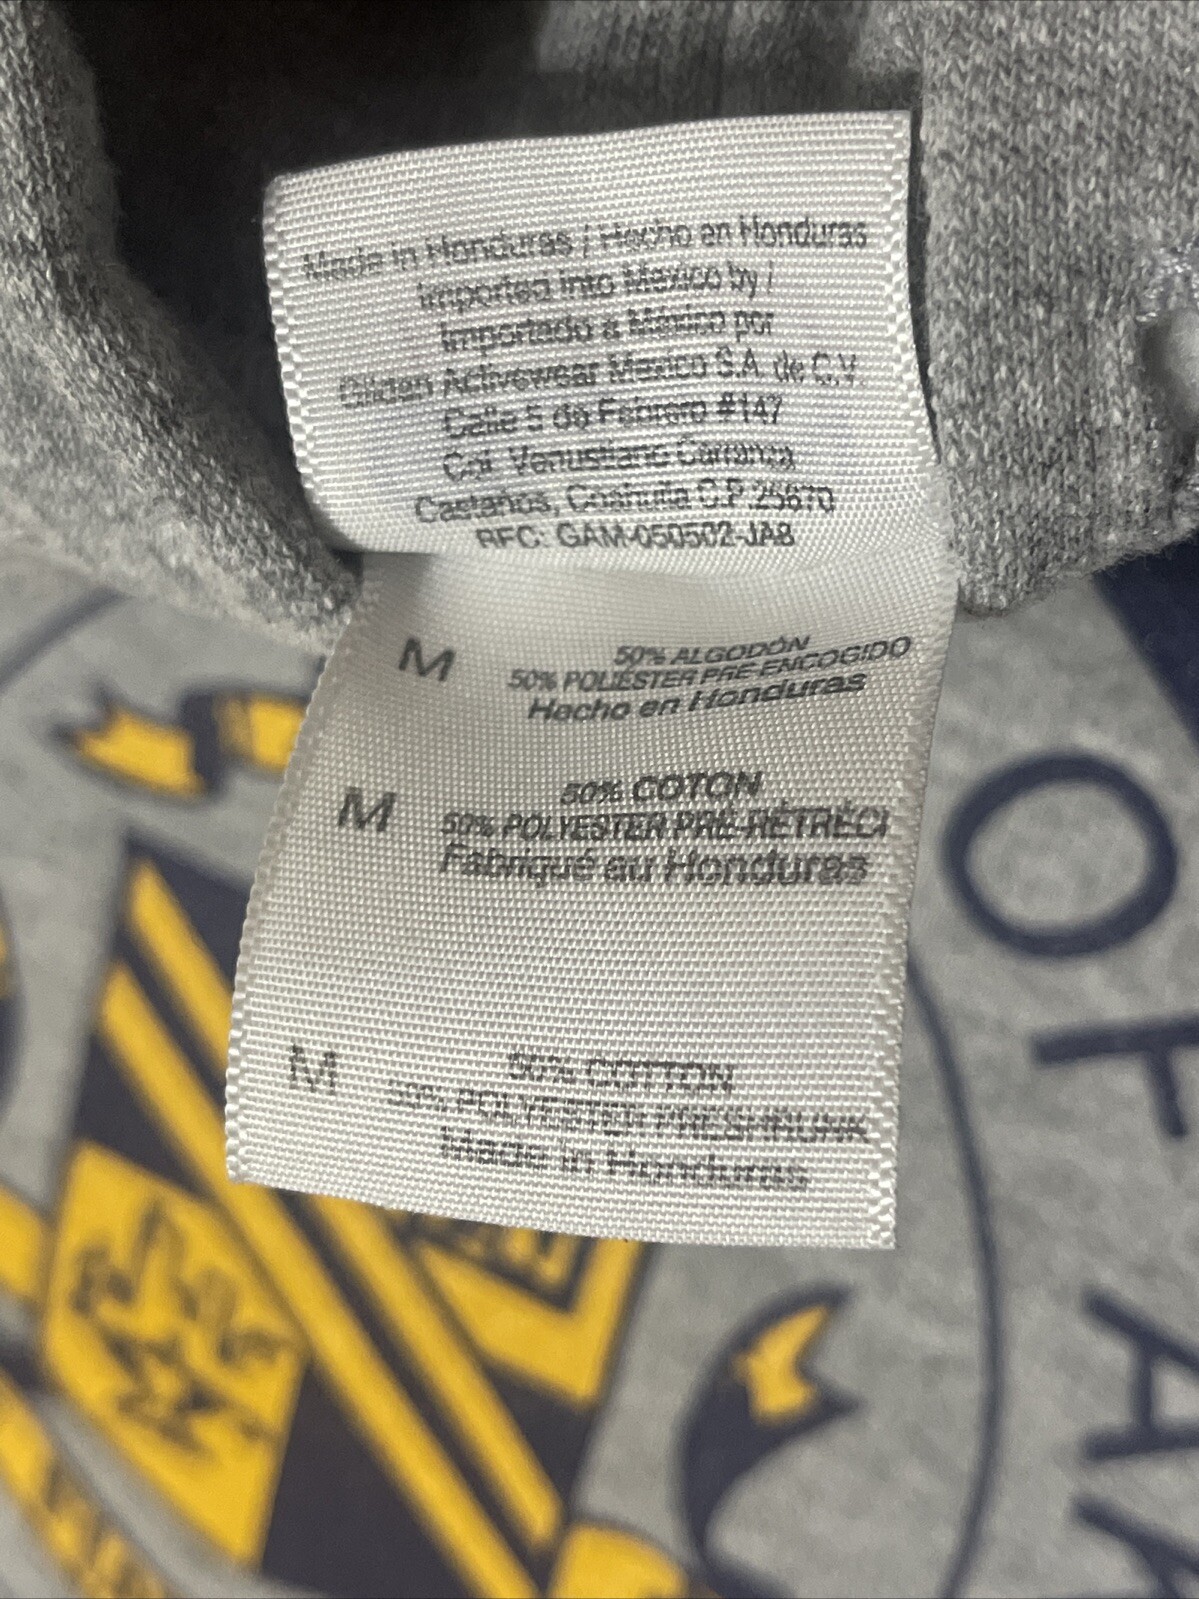 Made in Honduras / Hecho en Honduras
Imported into Mexico by /
Importado a México por
Gildan Activewear Mexico S.A. de C.V.
Calle 5 de Febrero #147
Col. Venustiano Carranza
Castaños, Coahuila C.P. 25870
RFC: GAM-050502-JA8
M
50% ALGODÓN
50% POLIÉSTER PRE-ENCOGIDO
Hecho en Honduras
M
50% COTON
50% POLYESTER PRÉ-RÉTRÉCI
Fabriqué au Honduras
M
50% COTTON
50% POLYESTER PRESHRUNK
Made in Honduras
OF A